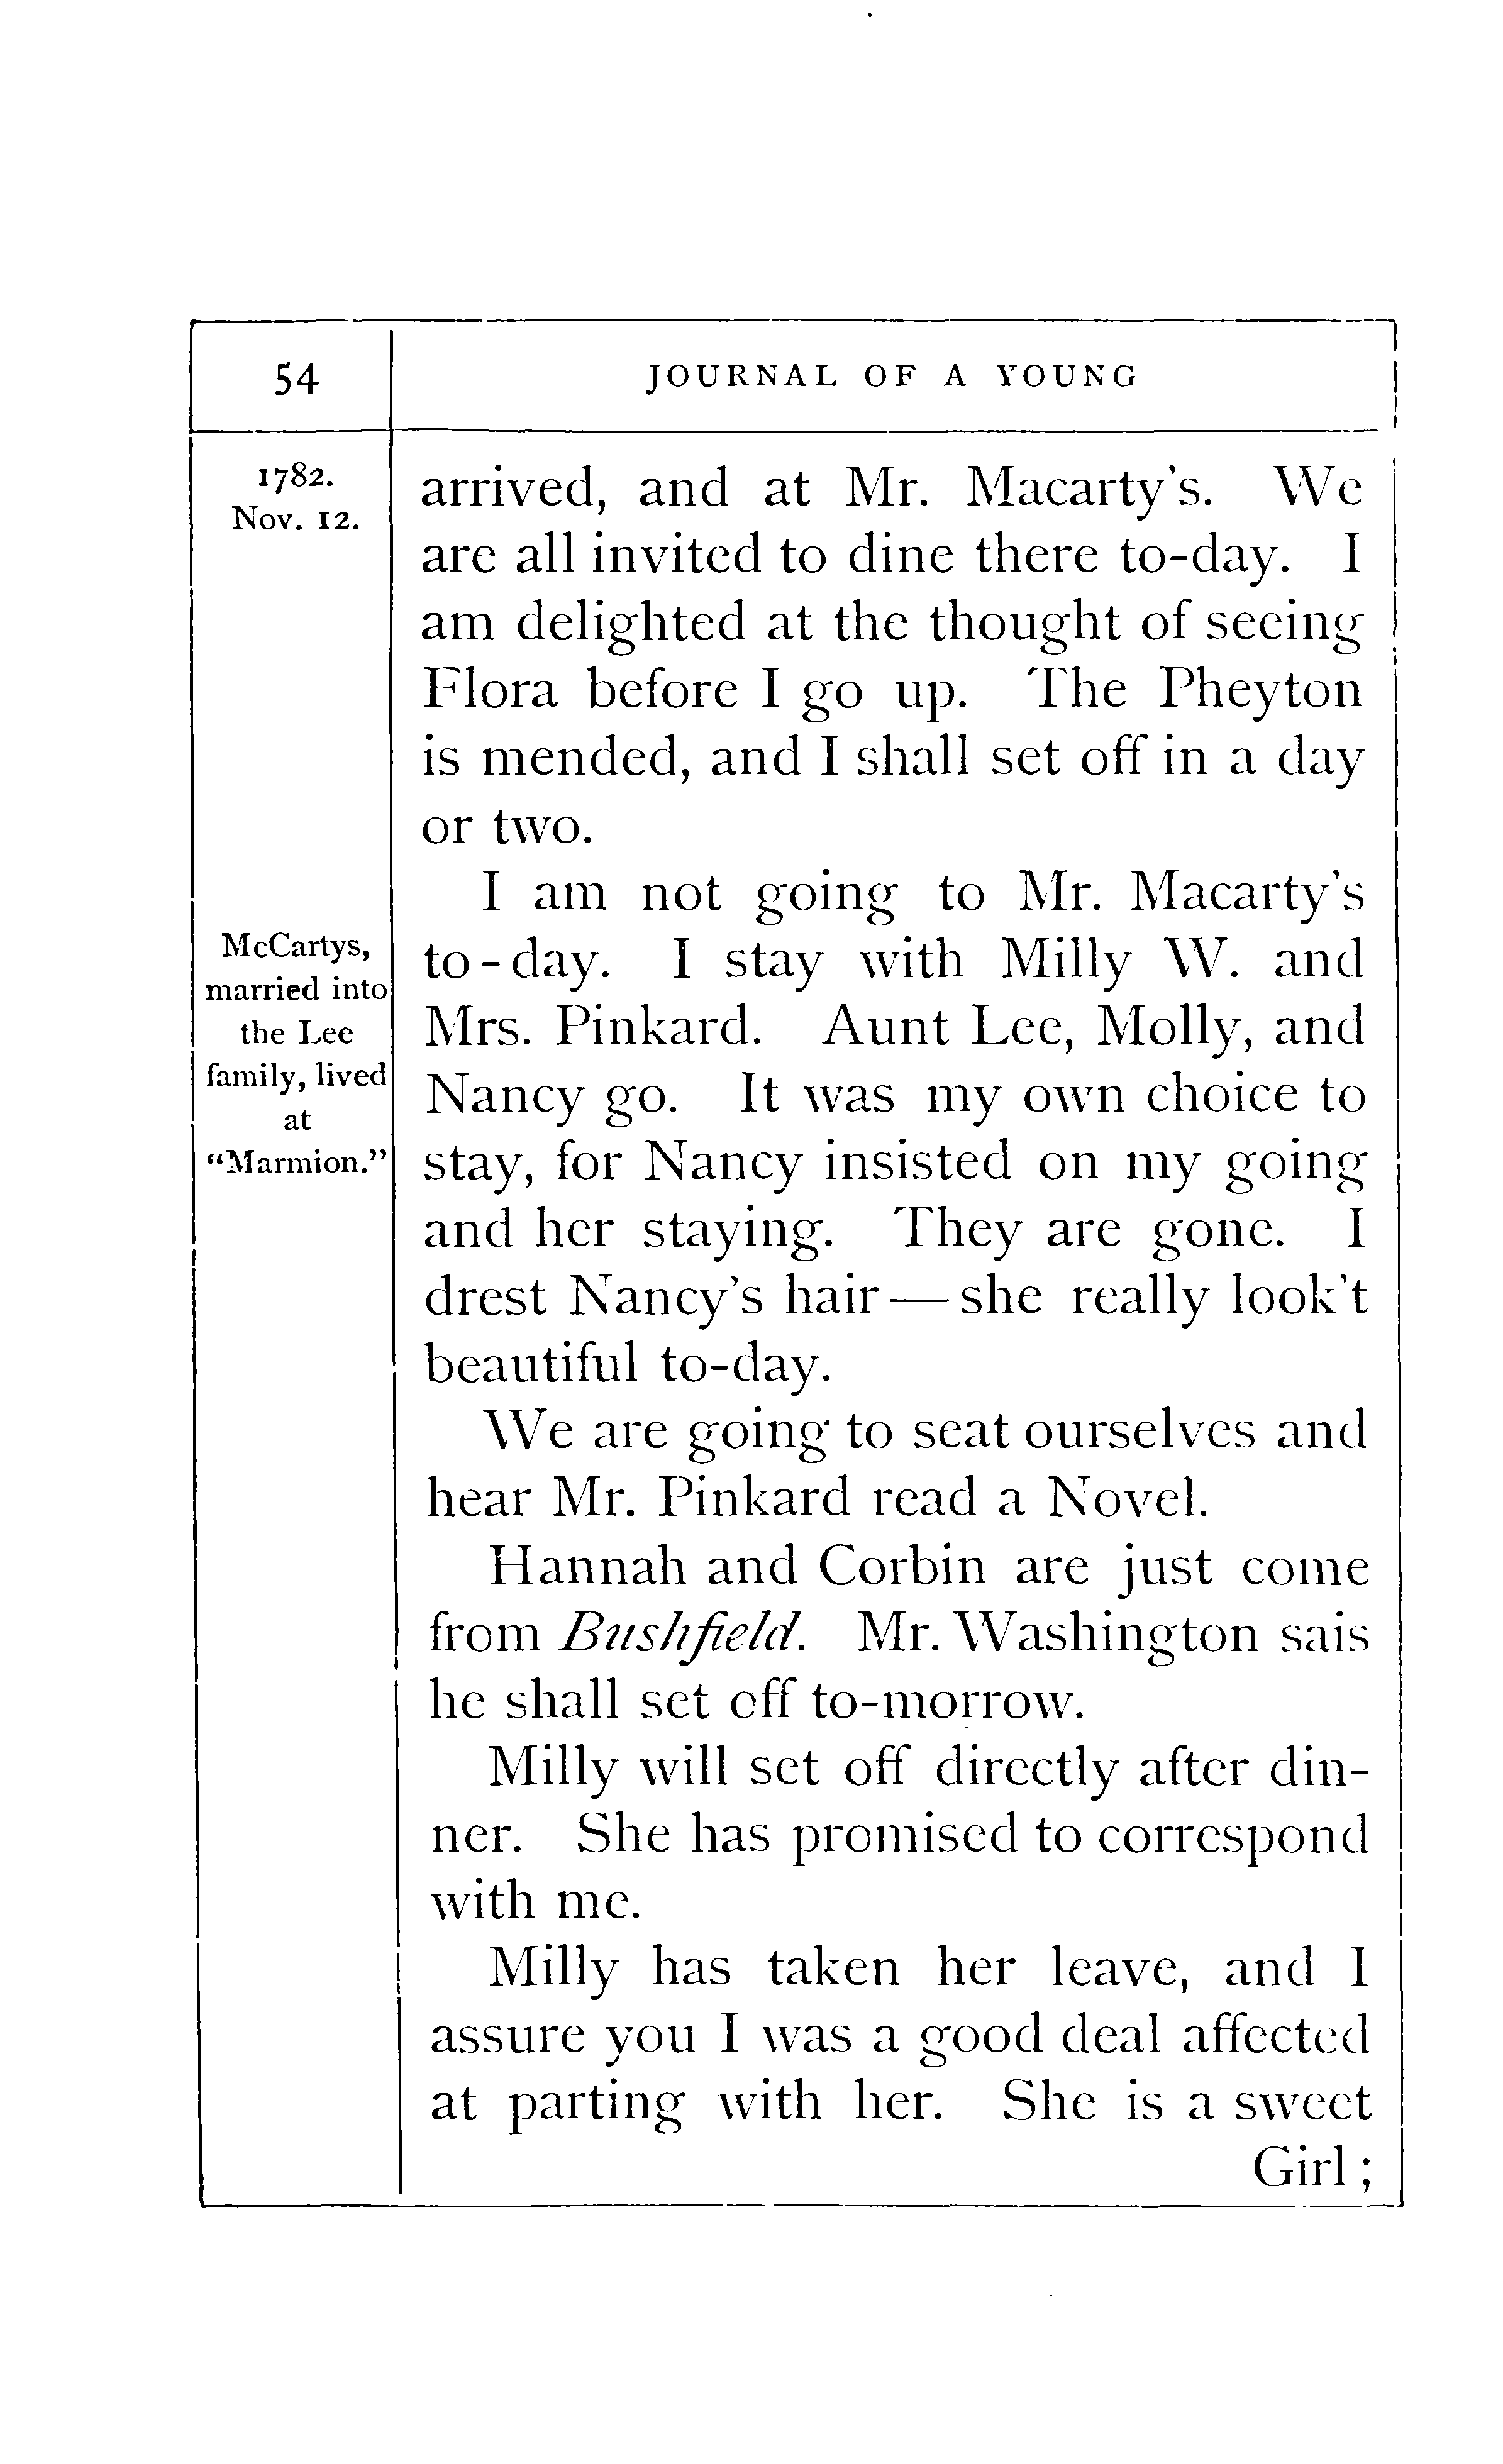 54
JOURNAL OF A YOUNG
1782.
Nov. 12.
McCartys,
married into
the Lee
family, lived
at
"Marmion."
arrived, and at Mr. Macarty's. We
are all invited to dine there to-day. I
am delighted at the thought of seeing
Flora before I go up. The Pheyton
is mended, and I shall set off in a day
or two.
I am not going to Mr. Macarty's
to-day. I stay with Milly W. and
Mrs. Pinkard. Aunt Lee, Molly, and
Nancy go. It was my own choice to
stay, for Nancy insisted on my going
and her staying. They are gone. I
drest Nancy's hair—she really look't
beautiful to-day.
We are going to seat ourselves and
hear Mr. Pinkard read a Novel.
Hannah and Corbin are just come
from Bushfield. Mr. Washington sais
he shall set off to-morrow.
Milly will set off directly after din-
ner. She has promised to correspond
with me.
Milly has taken her leave, and I
assure you I was a good deal affected
at parting with her. She is a sweet
Girl;